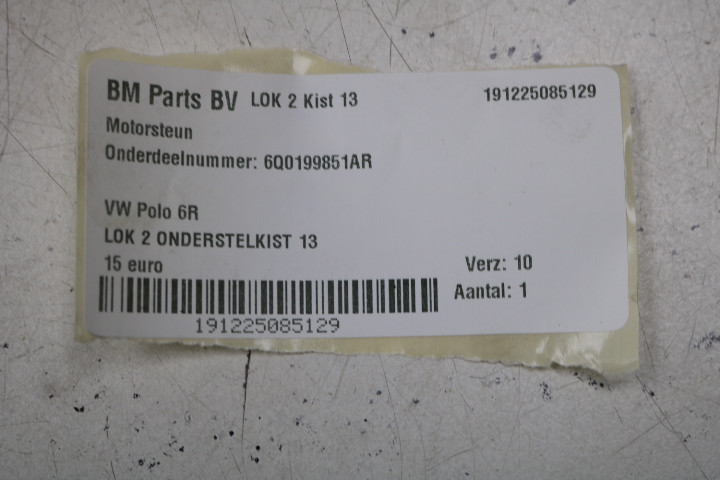 BM Parts BV LOK 2 Kist 13 191225085129
Motorsteun
Onderdeelnummer: 6Q0199851AR
VW Polo 6R
LOK 2 ONDERSTELKIST 13
15 euro Verz: 10
Aantal: 1
191225085129